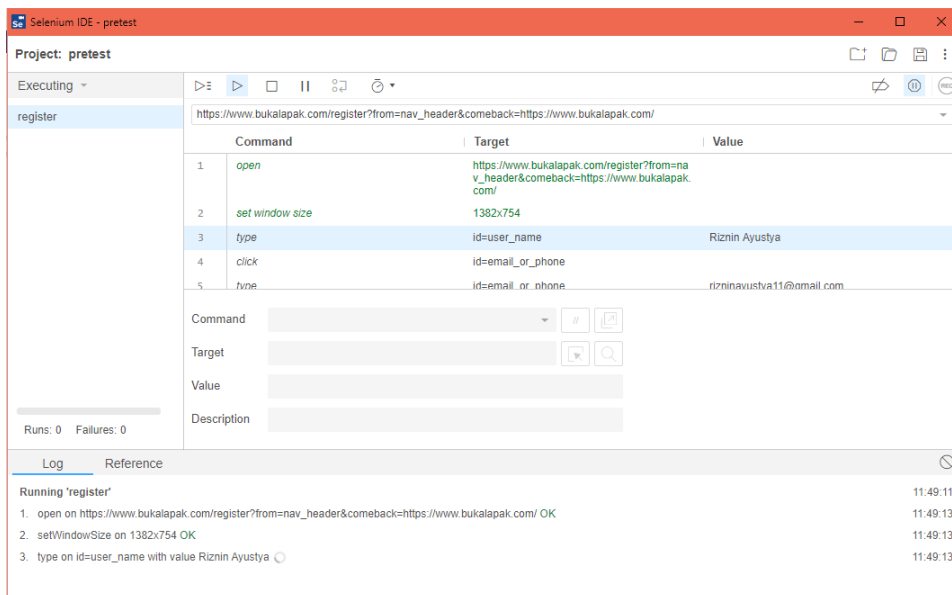 Se Selenium IDE - pretest
Project: pretest
Executing
register
https://www.bukalapak.com/register?from=nav_header&comeback=https://www.bukalapak.com/
Command Target Value
1 open https://www.bukalapak.com/register?from=na
v_header&comeback=https://www.bukalapak.
com/
2 set window size 1382x754
3 type id=user_name Riznin Ayustya
4 click id=email_or_phone
5 type id=email_or_phone rizninayustya11@gmail.com
Command
//
Target
Value
Description
Runs: 0 Failures: 0
Log Reference
Running 'register' 11:49:11
1. open on https://www.bukalapak.com/register?from=nav_header&comeback=https://www.bukalapak.com/ OK 11:49:13
2. setWindowSize on 1382x754 OK 11:49:13
3. type on id=user_name with value Riznin Ayustya 11:49:13